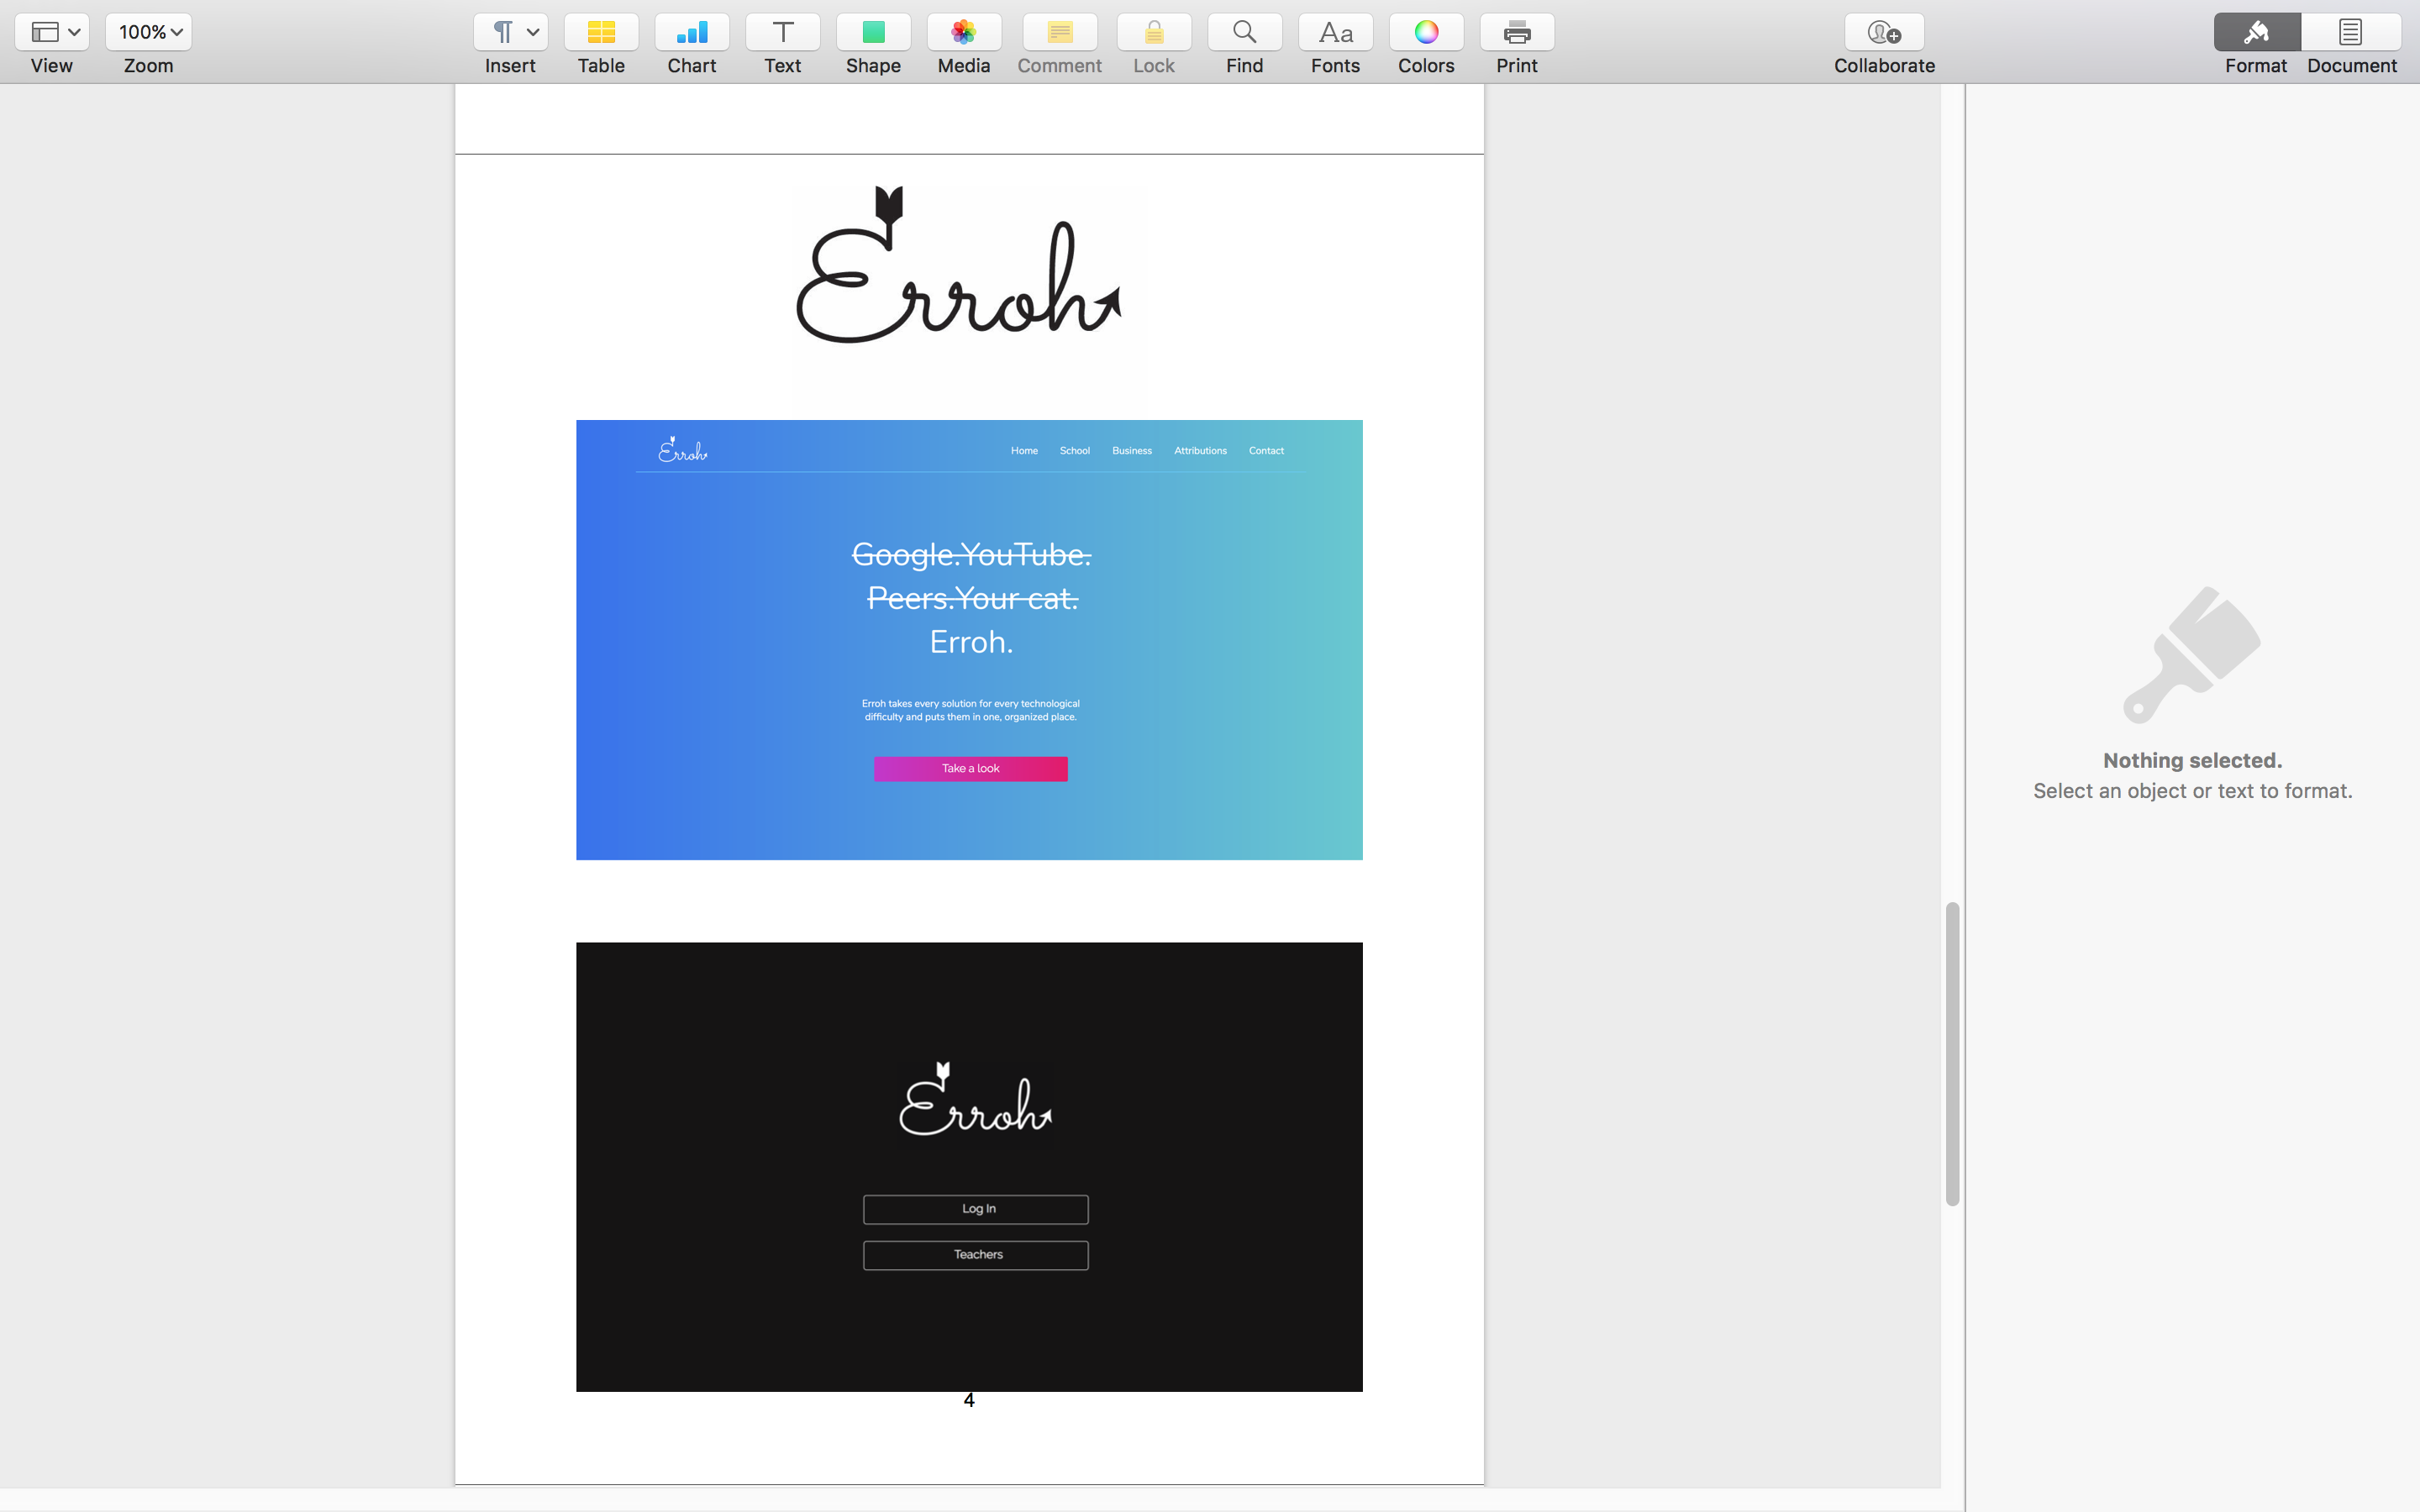 100%
View Zoom Insert Table Chart Text Shape Media Comment Lock Find Fonts Colors Print Collaborate Format Document
Erroh
Erroh Home School Business Attributions Contact
Google.YouTube.
Peers.Your cat.
Erroh.
Erroh takes every solution for every technological
difficulty and puts them in one, organized place.
Take a look
Erroh
Log In
Teachers
4
Nothing selected.
Select an object or text to format.